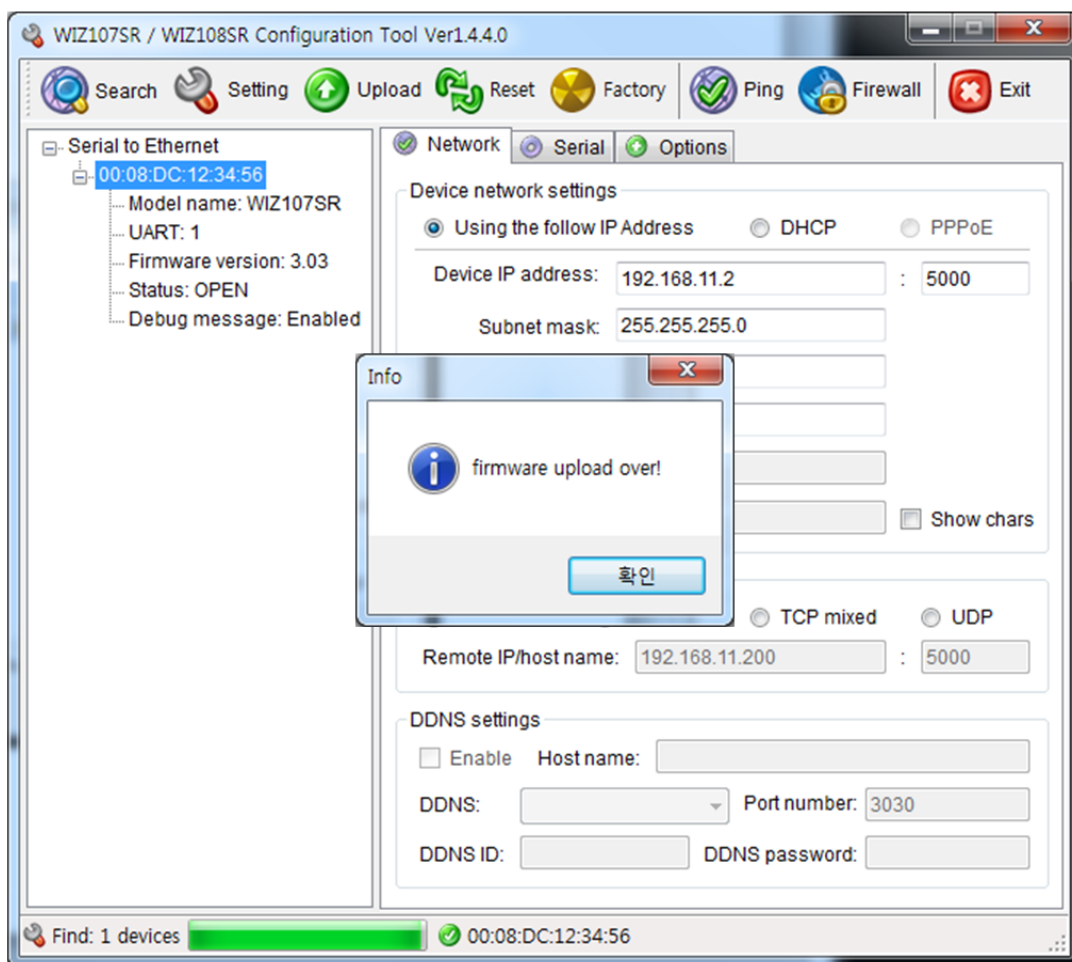 WIZ107SR / WIZ108SR Configuration Tool Ver1.4.4.0
Search Setting Upload Reset Factory Ping Firewall Exit
Serial to Ethernet
00:08:DC:12:34:56
Model name: WIZ107SR
UART: 1
Firmware version: 3.03
Status: OPEN
Debug message: Enabled
Network Serial Options
Device network settings
Using the follow IP Address DHCP PPPoE
Device IP address: 192.168.11.2 : 5000
Subnet mask: 255.255.255.0
Info
firmware upload over!
확인
Show chars
TCP mixed UDP
Remote IP/host name: 192.168.11.200 : 5000
DDNS settings
Enable Host name:
DDNS: Port number: 3030
DDNS ID: DDNS password:
Find: 1 devices 00:08:DC:12:34:56